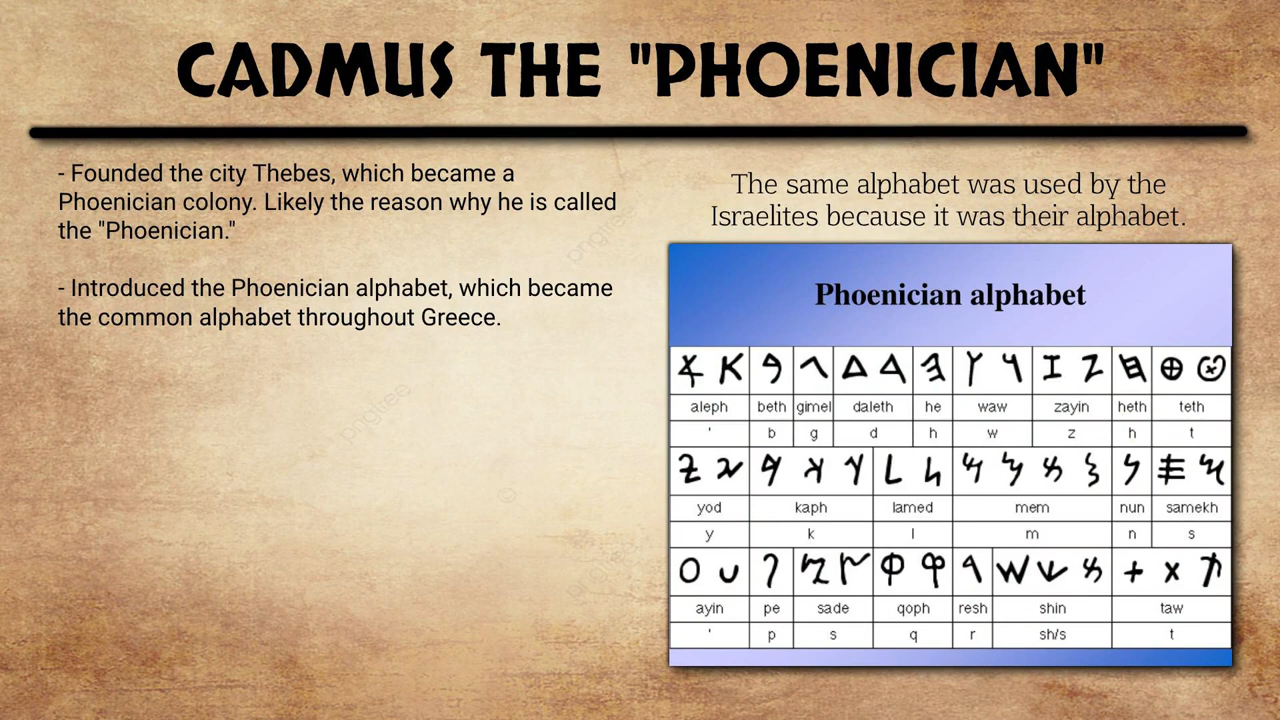 CADMUS THE "PHOENICIAN"
- Founded the city Thebes, which became a
Phoenician colony. Likely the reason why he is called
the "Phoenician."
- Introduced the Phoenician alphabet, which became
the common alphabet throughout Greece.
The same alphabet was used by the
Israelites because it was their alphabet.
Phoenician alphabet
aleph beth gimel daleth he waw zayin heth teth
' b g d h w z h t
yod kaph lamed mem nun samekh
y k l m n s
ayin pe sade qoph resh shin taw
' p s q r sh/s t
pngtree
pngtree